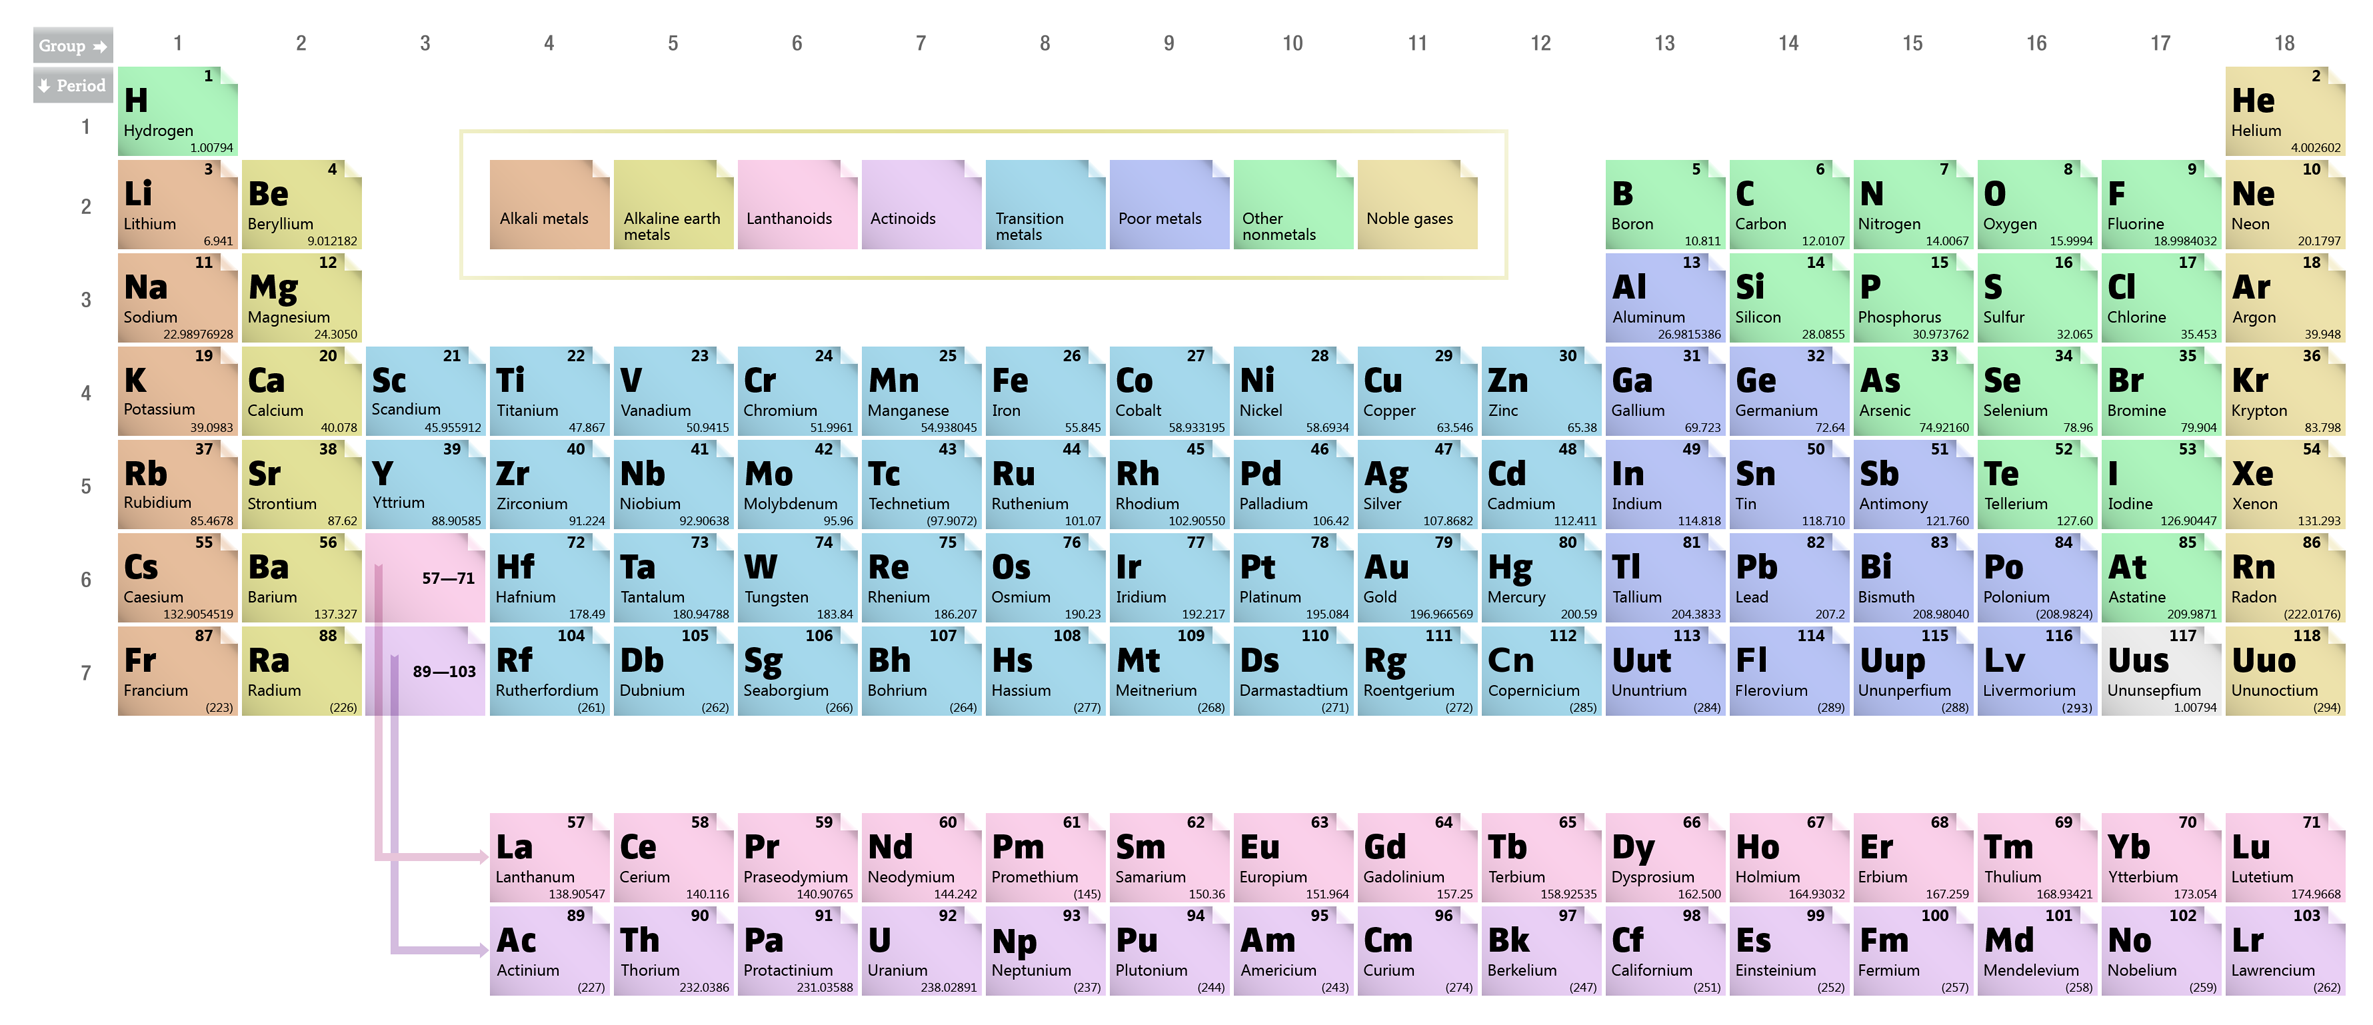 Group 1 2 3 4 5 6 7 8 9 10 11 12 13 14 15 16 17 18
Period
1
1
H
Hydrogen
1.00794
2
He
Helium
4.002602
2
3
Li
Lithium
6.941
4
Be
Beryllium
9.012182
Alkali metals
Alkaline earth
metals
Lanthanoids
Actinoids
Transition
metals
Poor metals
Other
nonmetals
Noble gases
5
B
Boron
10.811
6
C
Carbon
12.0107
7
N
Nitrogen
14.0067
8
O
Oxygen
15.9994
9
F
Fluorine
18.9984032
10
Ne
Neon
20.1797
3
11
Na
Sodium
22.98976928
12
Mg
Magnesium
24.3050
13
Al
Aluminum
26.9815386
14
Si
Silicon
28.0855
15
P
Phosphorus
30.973762
16
S
Sulfur
32.065
17
Cl
Chlorine
35.453
18
Ar
Argon
39.948
4
19
K
Potassium
39.0983
20
Ca
Calcium
40.078
21
Sc
Scandium
45.955912
22
Ti
Titanium
47.867
23
V
Vanadium
50.9415
24
Cr
Chromium
51.9961
25
Mn
Manganese
54.938045
26
Fe
Iron
55.845
27
Co
Cobalt
58.933195
28
Ni
Nickel
58.6934
29
Cu
Copper
63.546
30
Zn
Zinc
65.38
31
Ga
Gallium
69.723
32
Ge
Germanium
72.64
33
As
Arsenic
74.92160
34
Se
Selenium
78.96
35
Br
Bromine
79.904
36
Kr
Krypton
83.798
5
37
Rb
Rubidium
85.4678
38
Sr
Strontium
87.62
39
Y
Yttrium
88.90585
40
Zr
Zirconium
91.224
41
Nb
Niobium
92.90638
42
Mo
Molybdenum
95.96
43
Tc
Technetium
(97.9072)
44
Ru
Ruthenium
101.07
45
Rh
Rhodium
102.90550
46
Pd
Palladium
106.42
47
Ag
Silver
107.8682
48
Cd
Cadmium
112.411
49
In
Indium
114.818
50
Sn
Tin
118.710
51
Sb
Antimony
121.760
52
Te
Tellerium
127.60
53
I
Iodine
126.90447
54
Xe
Xenon
131.293
6
55
Cs
Caesium
132.9054519
56
Ba
Barium
137.327
57—71
72
Hf
Hafnium
178.49
73
Ta
Tantalum
180.94788
74
W
Tungsten
183.84
75
Re
Rhenium
186.207
76
Os
Osmium
190.23
77
Ir
Iridium
192.217
78
Pt
Platinum
195.084
79
Au
Gold
196.966569
80
Hg
Mercury
200.59
81
Tl
Tallium
204.3833
82
Pb
Lead
207.2
83
Bi
Bismuth
208.98040
84
Po
Polonium
(208.9824)
85
At
Astatine
209.9871
86
Rn
Radon
(222.0176)
7
87
Fr
Francium
(223)
88
Ra
Radium
(226)
89—103
104
Rf
Rutherfordium
(261)
105
Db
Dubnium
(262)
106
Sg
Seaborgium
(266)
107
Bh
Bohrium
(264)
108
Hs
Hassium
(277)
109
Mt
Meitnerium
(268)
110
Ds
Darmastadtium
(271)
111
Rg
Roentgerium
(272)
112
Cn
Copernicium
(285)
113
Uut
Ununtrium
(284)
114
Fl
Flerovium
(289)
115
Uup
Ununperfium
(288)
116
Lv
Livermorium
(293)
117
Uus
Ununsepfium
1.00794
118
Uuo
Ununoctium
(294)
57
La
Lanthanum
138.90547
58
Ce
Cerium
140.116
59
Pr
Praseodymium
140.90765
60
Nd
Neodymium
144.242
61
Pm
Promethium
(145)
62
Sm
Samarium
150.36
63
Eu
Europium
151.964
64
Gd
Gadolinium
157.25
65
Tb
Terbium
158.92535
66
Dy
Dysprosium
162.500
67
Ho
Holmium
164.93032
68
Er
Erbium
167.259
69
Tm
Thulium
168.93421
70
Yb
Ytterbium
173.054
71
Lu
Lutetium
174.9668
89
Ac
Actinium
(227)
90
Th
Thorium
232.0386
91
Pa
Protactinium
231.03588
92
U
Uranium
238.02891
93
Np
Neptunium
(237)
94
Pu
Plutonium
(244)
95
Am
Americium
(243)
96
Cm
Curium
(274)
97
Bk
Berkelium
(247)
98
Cf
Californium
(251)
99
Es
Einsteinium
(252)
100
Fm
Fermium
(257)
101
Md
Mendelevium
(258)
102
No
Nobelium
(259)
103
Lr
Lawrencium
(262)